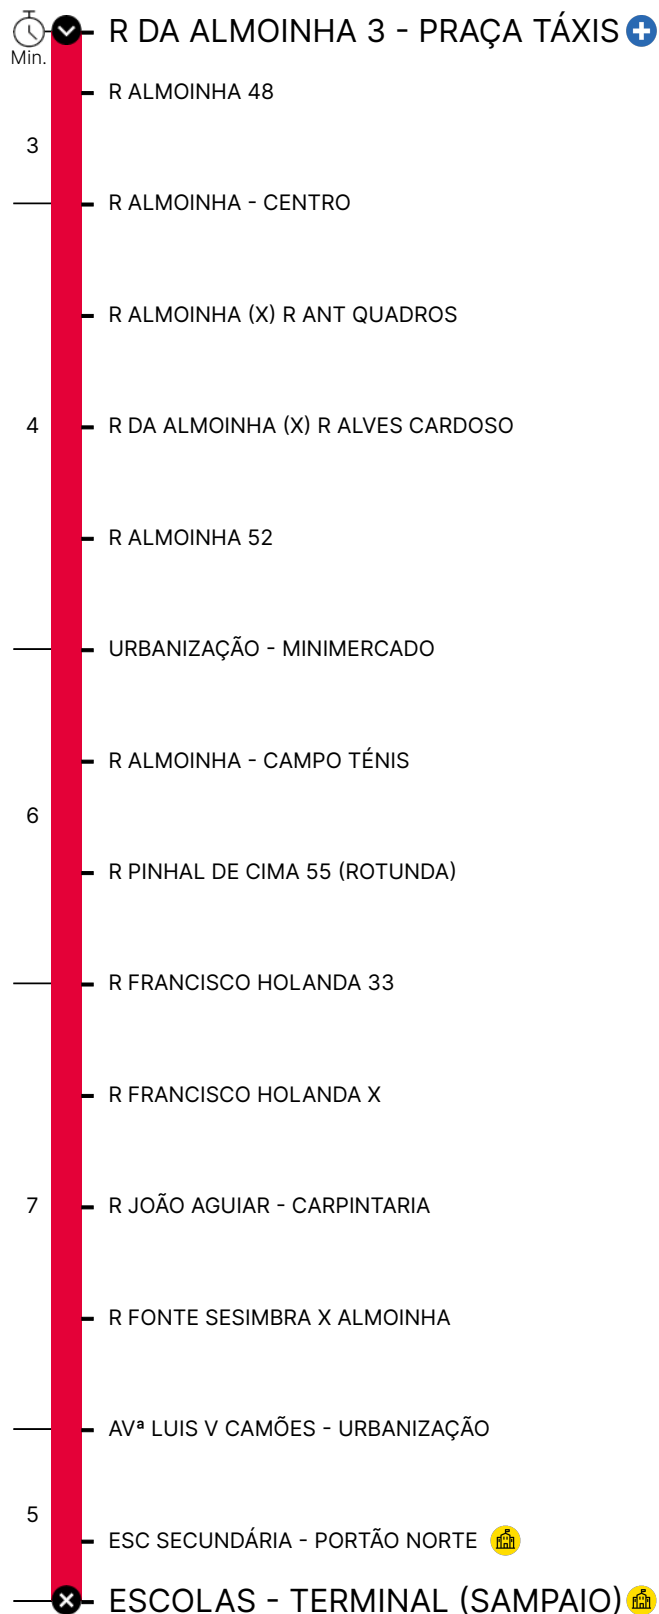 R DA ALMOINHA 3 - PRAÇA TÁXIS
Min.
R ALMOINHA 48
3
R ALMOINHA - CENTRO
R ALMOINHA (X) R ANT QUADROS
4
R DA ALMOINHA (X) R ALVES CARDOSO
R ALMOINHA 52
URBANIZAÇÃO - MINIMERCADO
R ALMOINHA - CAMPO TÉNIS
6
R PINHAL DE CIMA 55 (ROTUNDA)
R FRANCISCO HOLANDA 33
R FRANCISCO HOLANDA X
7
R JOÃO AGUIAR - CARPINTARIA
R FONTE SESIMBRA X ALMOINHA
AVª LUIS V CAMÕES - URBANIZAÇÃO
5
ESC SECUNDÁRIA - PORTÃO NORTE
ESCOLAS - TERMINAL (SAMPAIO)